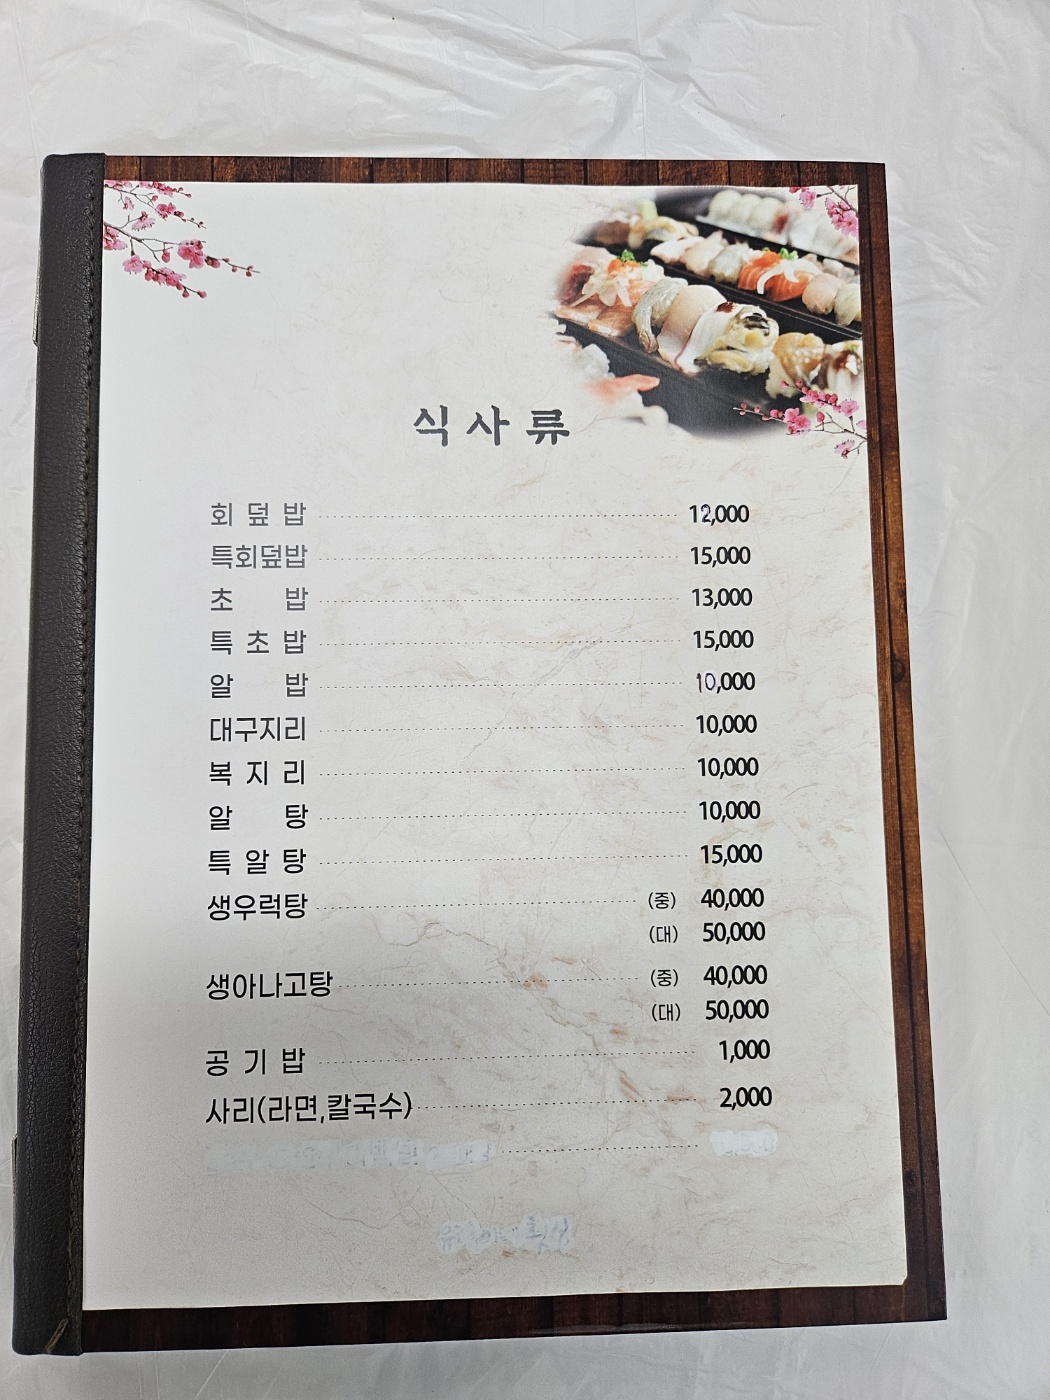 식사류
회덮밥 12,000
특회덮밥 15,000
초밥 13,000
특초밥 15,000
알밥 10,000
대구지리 10,000
복지리 10,000
알탕 10,000
특알탕 15,000
생우럭탕 (중) 40,000
(대) 50,000
생아나고탕 (중) 40,000
(대) 50,000
공기밥 1,000
사리(라면,칼국수) 2,000